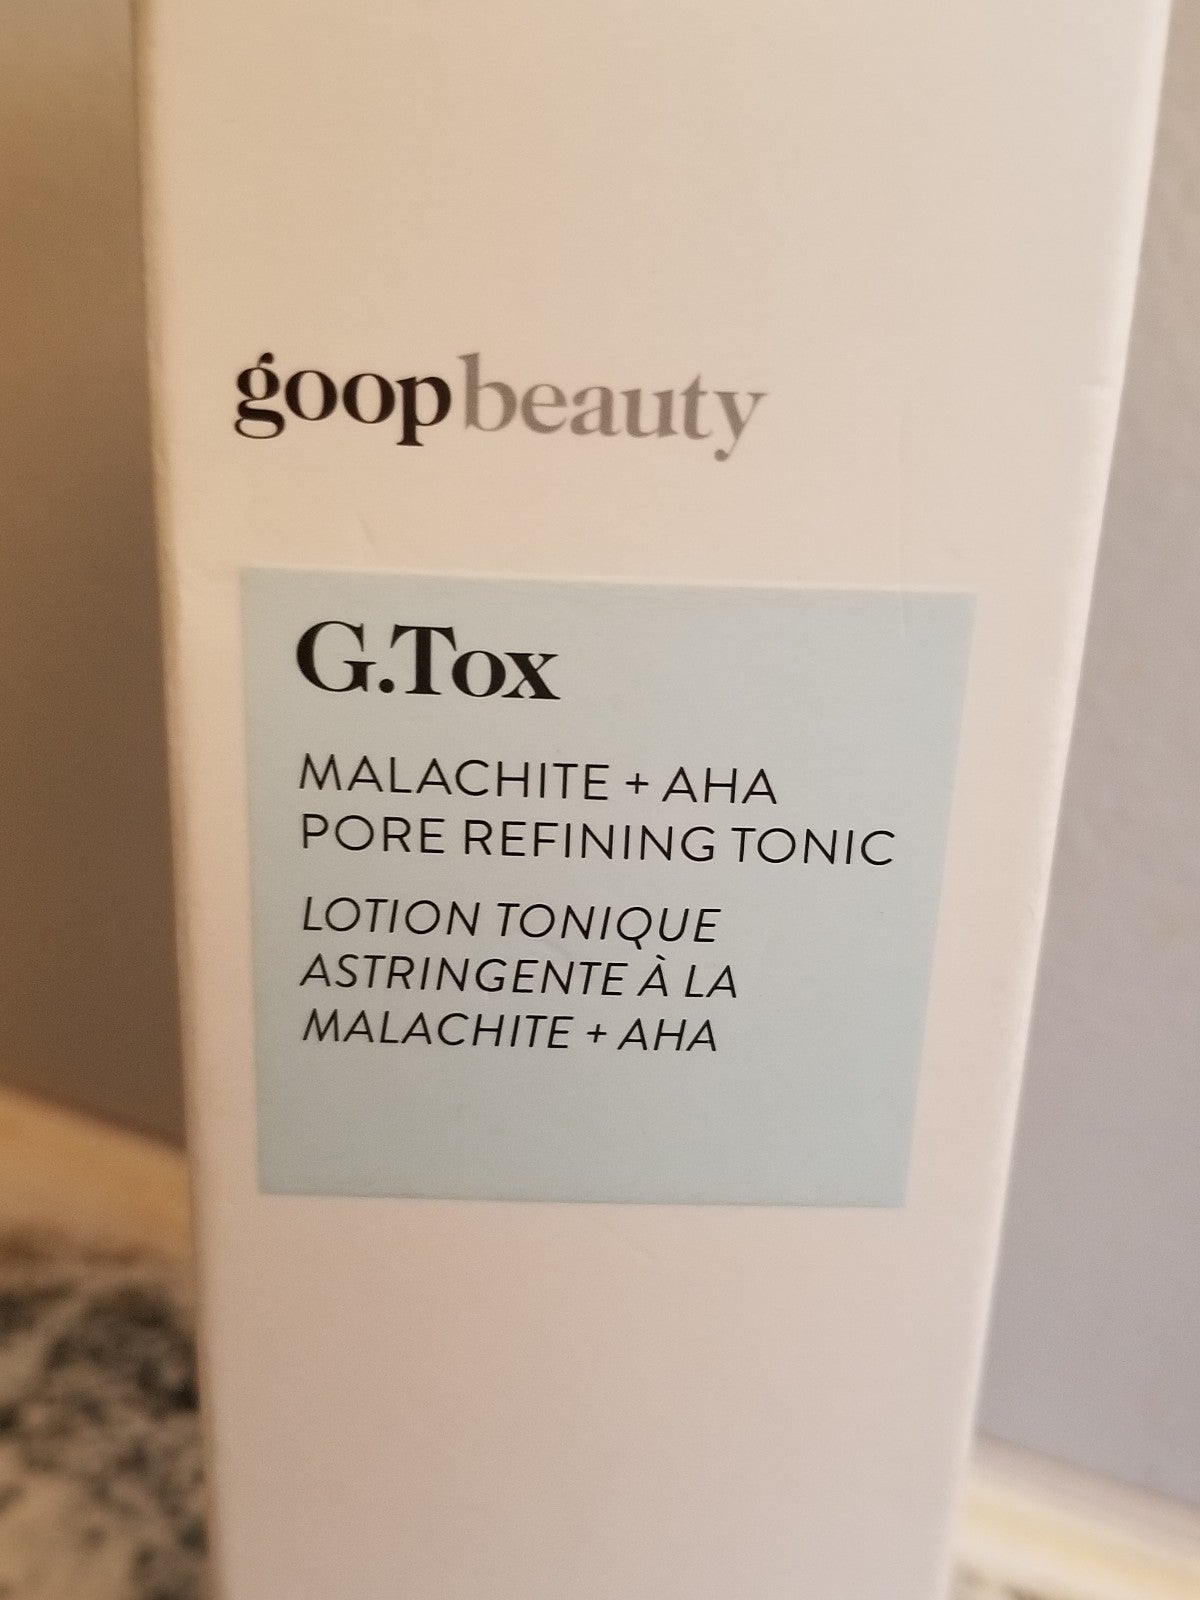 goopbeauty
G.Tox
MALACHITE + AHA
PORE REFINING TONIC
LOTION TONIQUE
ASTRINGENTE À LA
MALACHITE + AHA